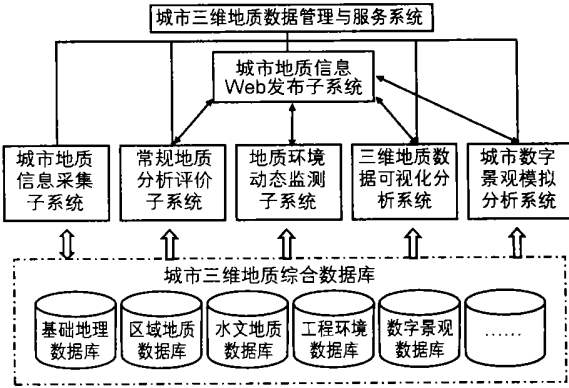 城市三维地质数据管理与服务系统
城市地质信息
Web发布子系统
城市地质
信息采集
子系统
常规地质
分析评价
子系统
地质环境
动态监测
子系统
三维地质数
据可视化分
析系统
城市数字
景观模拟
分析系统
城市三维地质综合数据库
基础地理
数据库
区域地质
数据库
水文地质
数据库
工程环境
数据库
数字景观
数据库
……